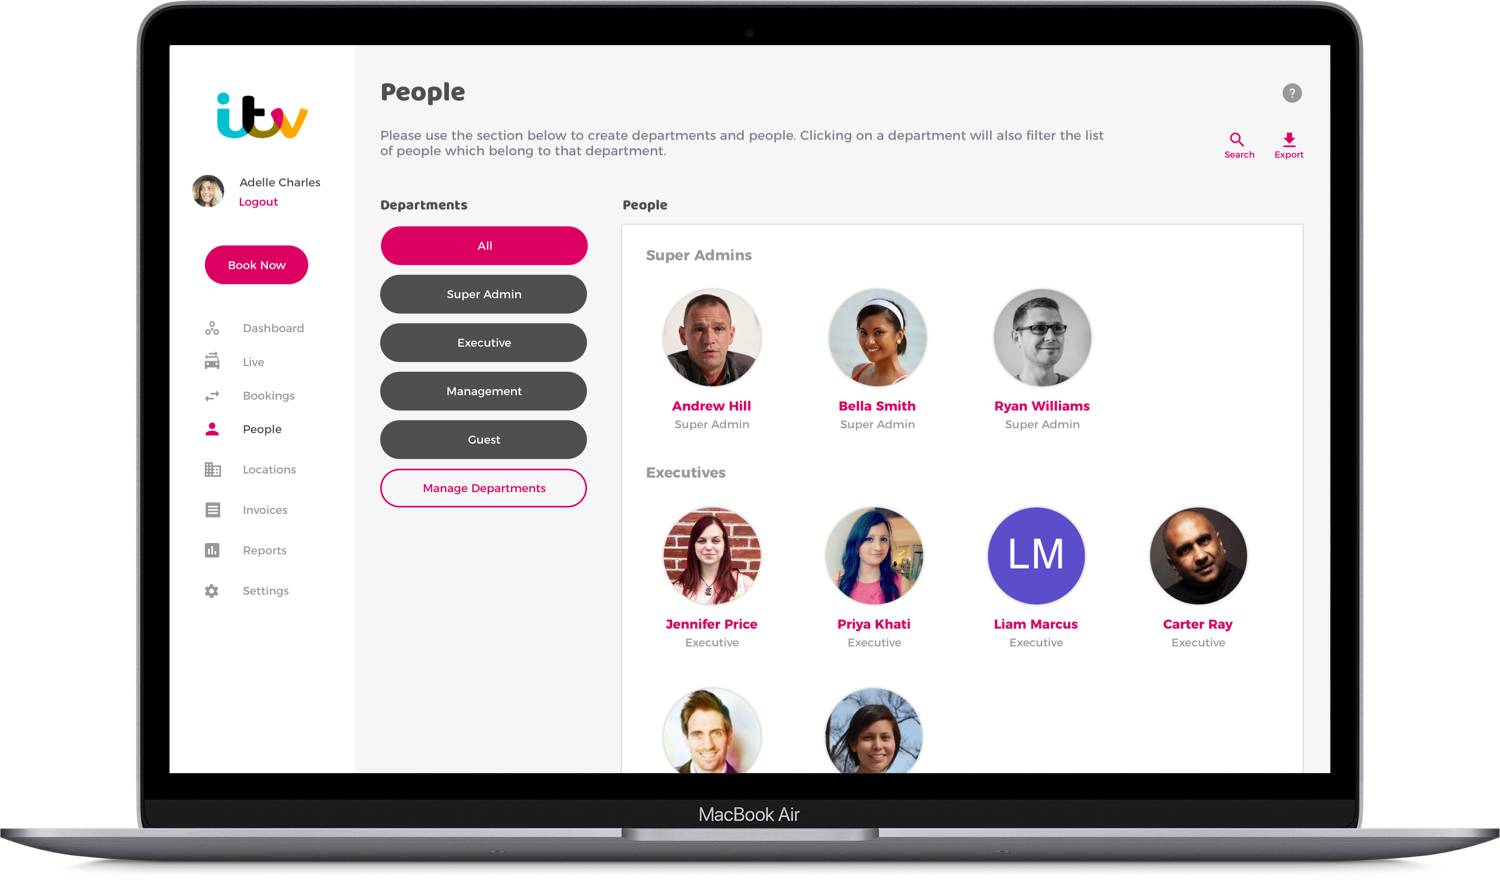 itv
Adelle Charles
Logout
Book Now
Dashboard
Live
Bookings
People
Locations
Invoices
Reports
Settings
People
?
Please use the section below to create departments and people. Clicking on a department will also filter the list
of people which belong to that department.
Search
Export
Departments
All
Super Admin
Executive
Management
Guest
Manage Departments
People
Super Admins
Andrew Hill
Super Admin
Bella Smith
Super Admin
Ryan Williams
Super Admin
Executives
LM
Jennifer Price
Executive
Priya Khati
Executive
Liam Marcus
Executive
Carter Ray
Executive
MacBook Air